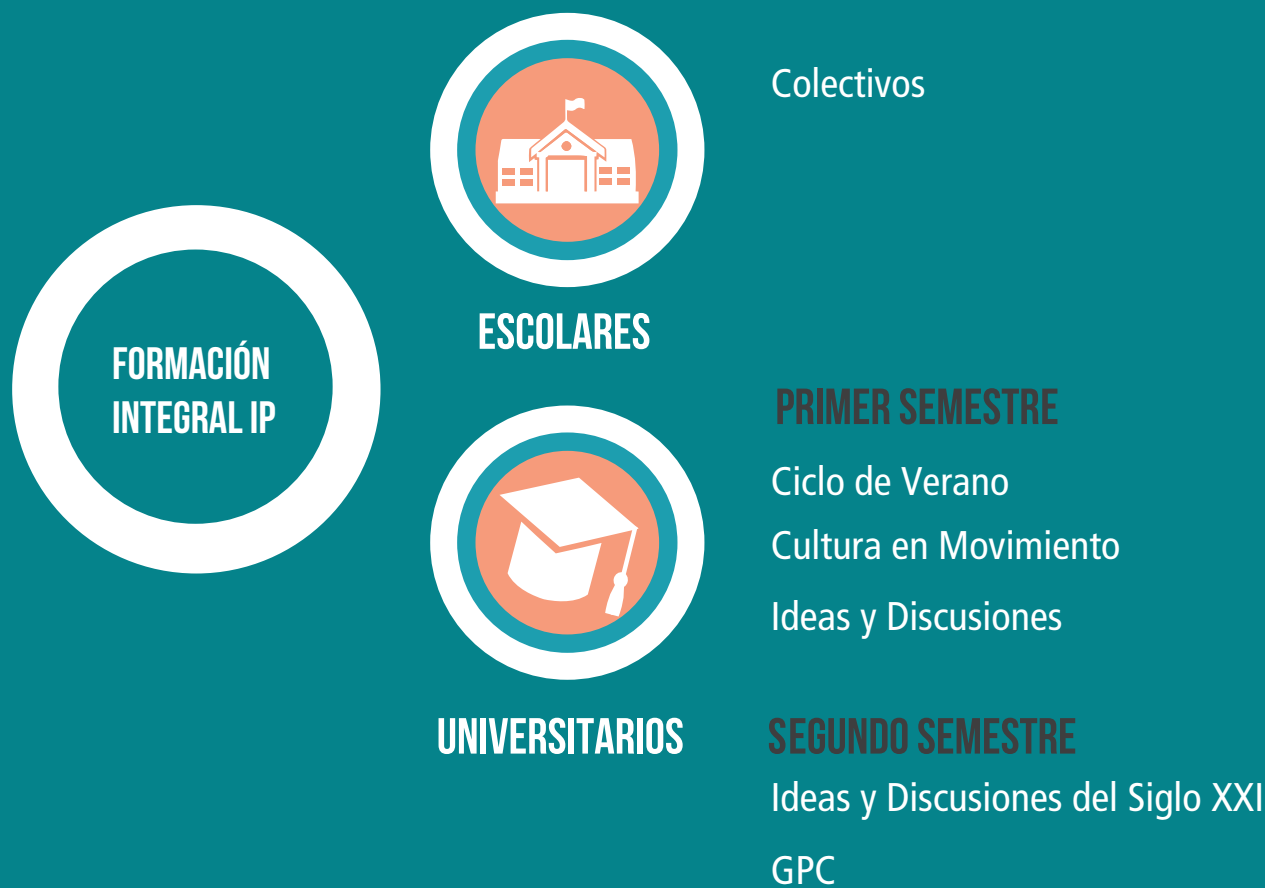 FORMACIÓN
INTEGRAL IP
ESCOLARES
Colectivos
UNIVERSITARIOS
PRIMER SEMESTRE
Ciclo de Verano
Cultura en Movimiento
Ideas y Discusiones
SEGUNDO SEMESTRE
Ideas y Discusiones del Siglo XXI
GPC